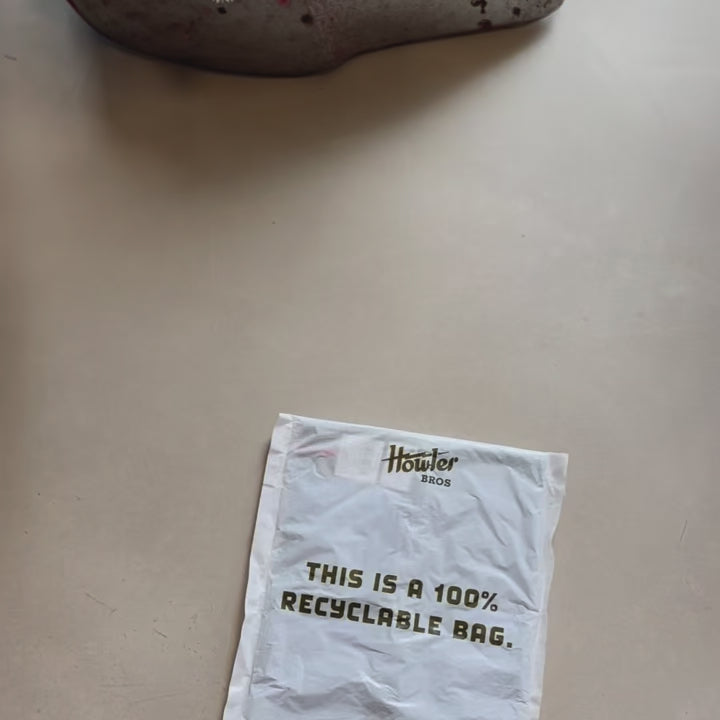 Howler
BROS
THIS IS A 100%
RECYCLABLE BAG.